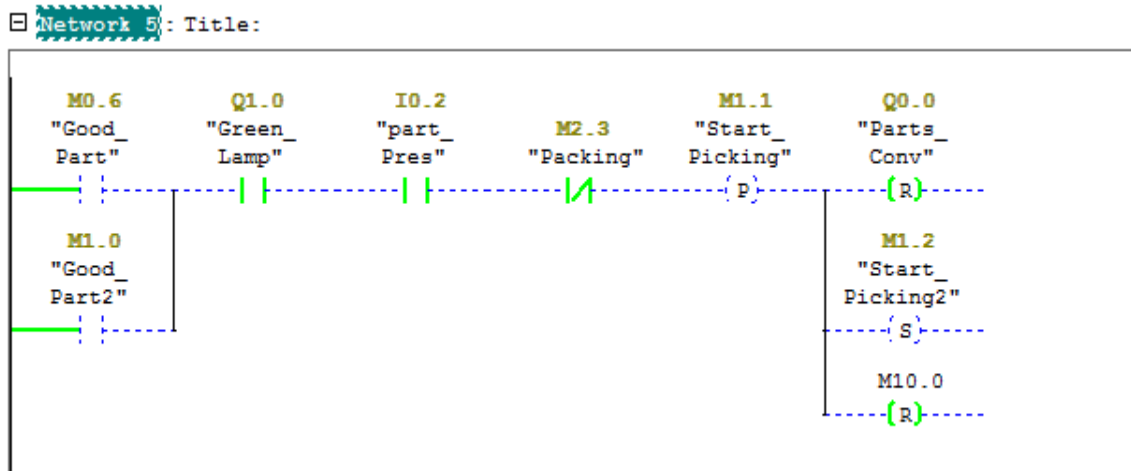 Network 5: Title:
M0.6 Q1.0 I0.2 M1.1 Q0.0
"Good_ "Green_ "part_ M2.3 "Start_ "Parts_
Part" Lamp" Pres" "Packing" Picking" Conv"
P R
M1.0 M1.2
"Good_ "Start_
Part2" Picking2"
S
M10.0
R